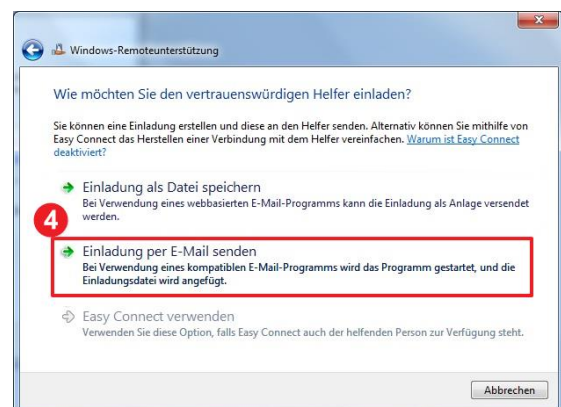 Windows-Remoteunterstützung
Wie möchten Sie den vertrauenswürdigen Helfer einladen?
Sie können eine Einladung erstellen und diese an den Helfer senden. Alternativ können Sie mithilfe von
Easy Connect das Herstellen einer Verbindung mit dem Helfer vereinfachen. Warum ist Easy Connect
deaktiviert?
Einladung als Datei speichern
Bei Verwendung eines webbasierten E-Mail-Programms kann die Einladung als Anlage versendet
werden.
4
Einladung per E-Mail senden
Bei Verwendung eines kompatiblen E-Mail-Programms wird das Programm gestartet, und die
Einladungsdatei wird angefügt.
Easy Connect verwenden
Verwenden Sie diese Option, falls Easy Connect auch der helfenden Person zur Verfügung steht.
Abbrechen